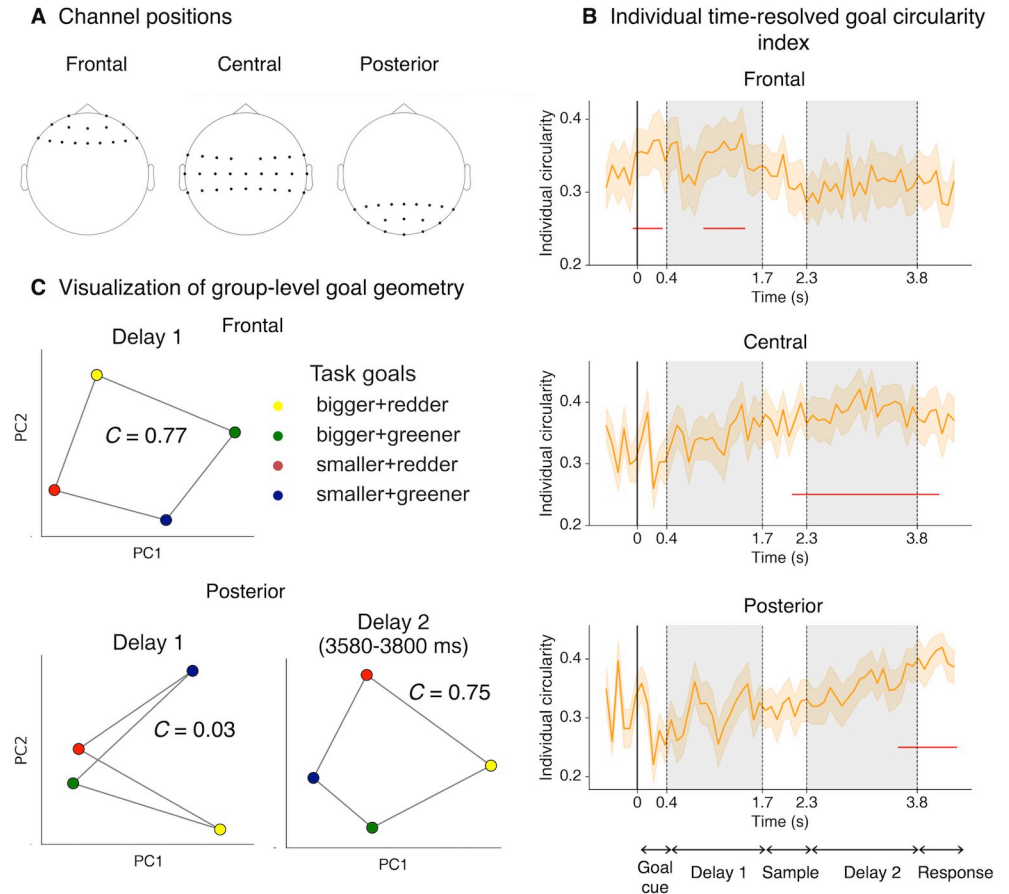 A Channel positions
Frontal
Central
Posterior
B Individual time-resolved goal circularity
index
Frontal
Individual circularity
0.4
0.3
0.2
0 0.4 1.7 2.3 3.8
Time (s)
Central
Individual circularity
0.4
0.3
0.2
0 0.4 1.7 2.3 3.8
Time (s)
Posterior
Individual circularity
0.4
0.3
0.2
0 0.4 1.7 2.3 3.8
Time (s)
Goal
cue
Delay 1
Sample
Delay 2
Response
C Visualization of group-level goal geometry
Frontal
Delay 1
PC2
C = 0.77
PC1
Task goals
bigger+redder
bigger+greener
smaller+redder
smaller+greener
Posterior
Delay 1
PC2
C = 0.03
PC1
Delay 2
(3580-3800 ms)
C = 0.75
PC1